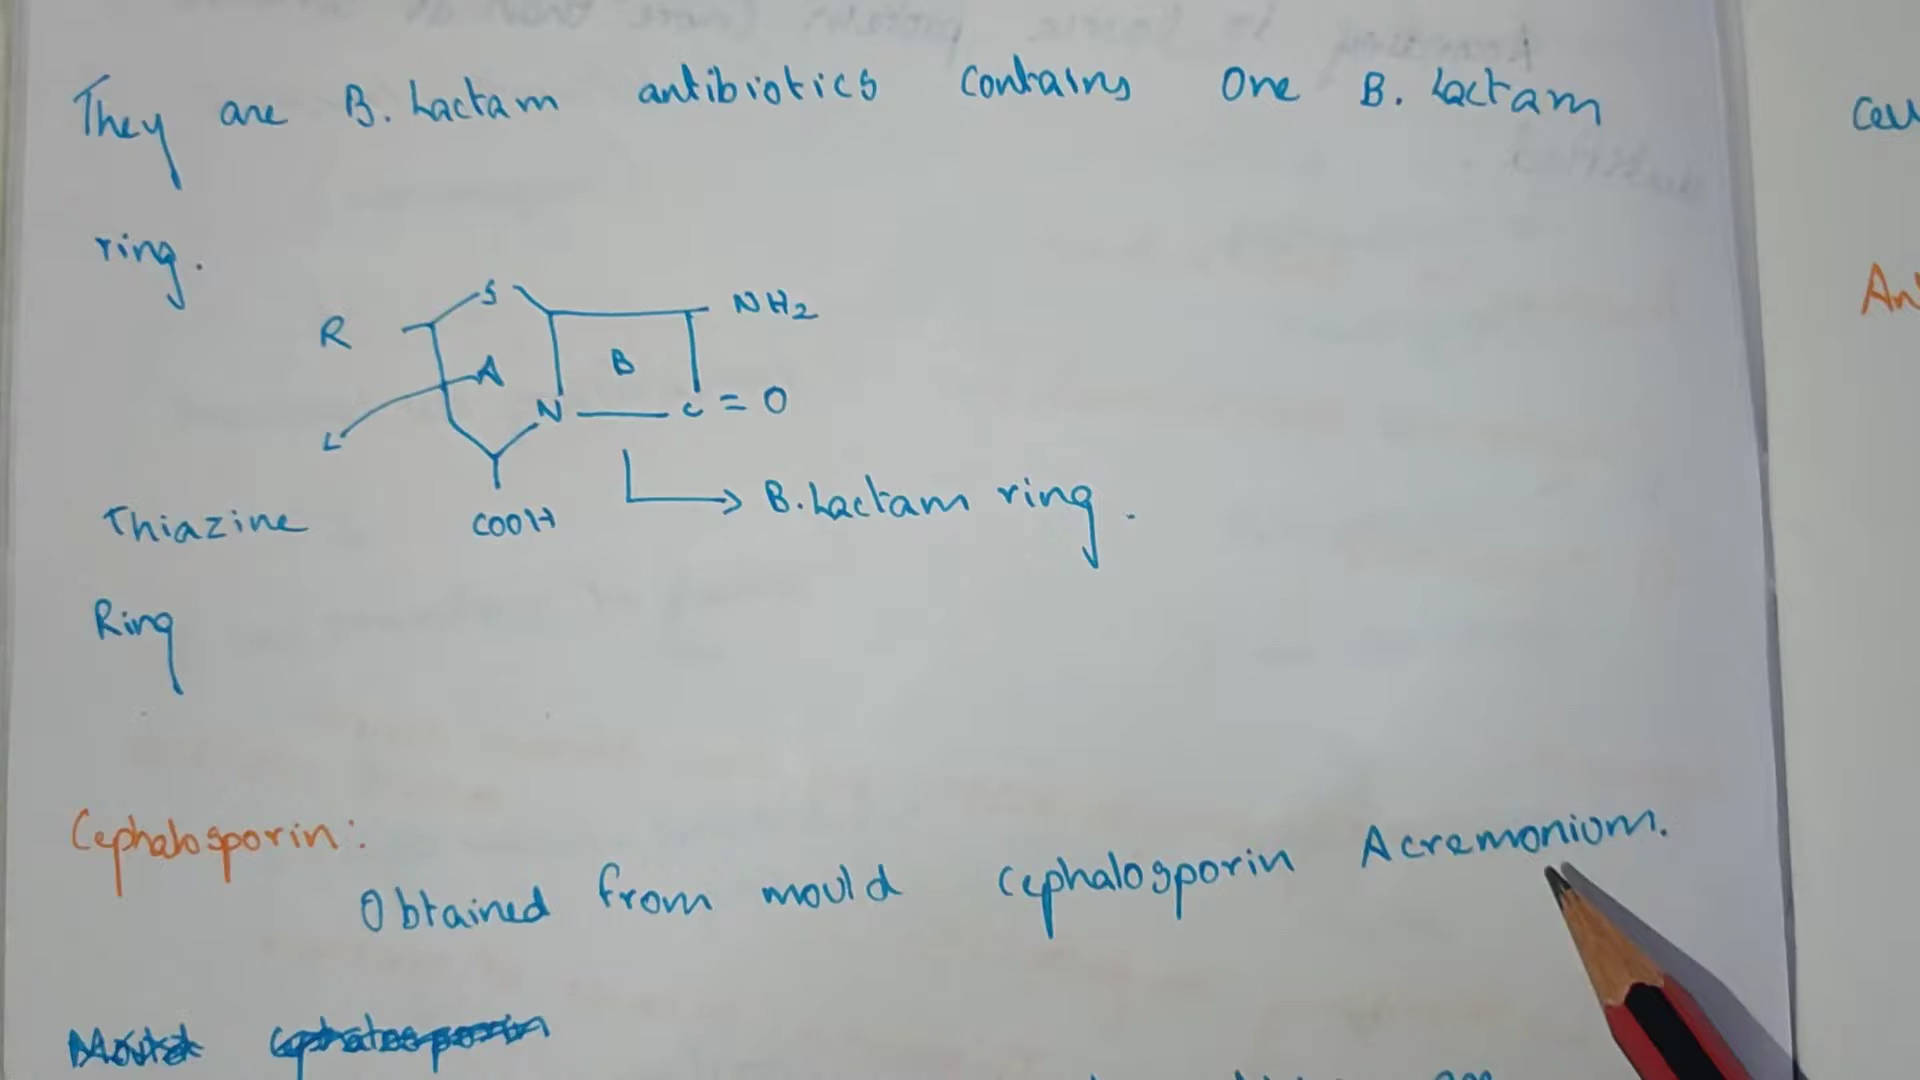 They are B. Lactam antibiotics contains one B. Lactam
ring.
S
NH2
R
A
B
N
C = O
COOH
B. Lactam ring.
Thiazine
Ring
Cephalosporin:
Obtained from mould cephalosporin Acremonium.